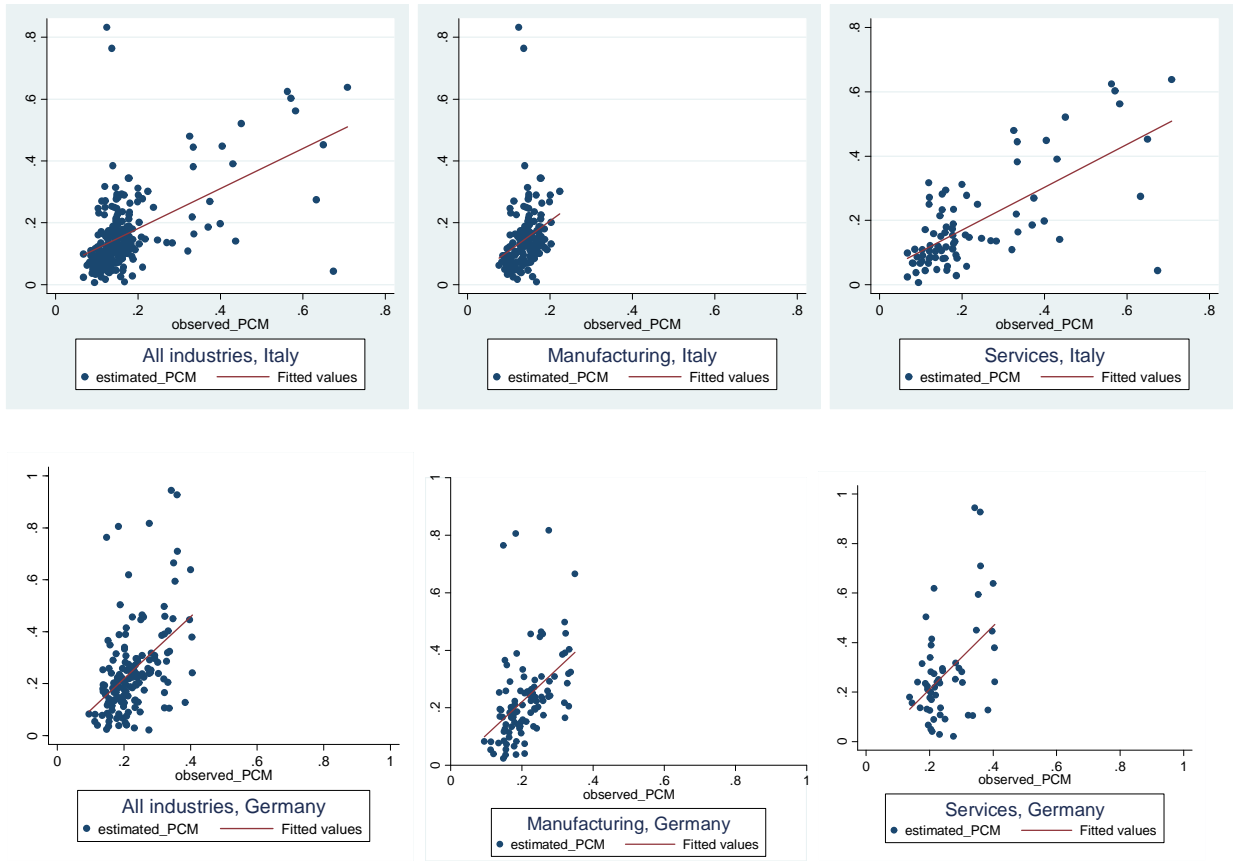 .8
.6
.4
.2
0
0 .2 .4 .6 .8
observed_PCM
All industries, Italy
estimated_PCM Fitted values
.8
.6
.4
.2
0
0 .2 .4 .6 .8
observed_PCM
Manufacturing, Italy
estimated_PCM Fitted values
.8
.6
.4
.2
0
0 .2 .4 .6 .8
observed_PCM
Services, Italy
estimated_PCM Fitted values
1
.8
.6
.4
.2
0
0 .2 .4 .6 .8 1
observed_PCM
All industries, Germany
estimated_PCM Fitted values
1
.8
.6
.4
.2
0
0 .2 .4 .6 .8 1
observed_PCM
Manufacturing, Germany
estimated_PCM Fitted values
1
.8
.6
.4
.2
0
0 .2 .4 .6 .8 1
observed_PCM
Services, Germany
estimated_PCM Fitted values